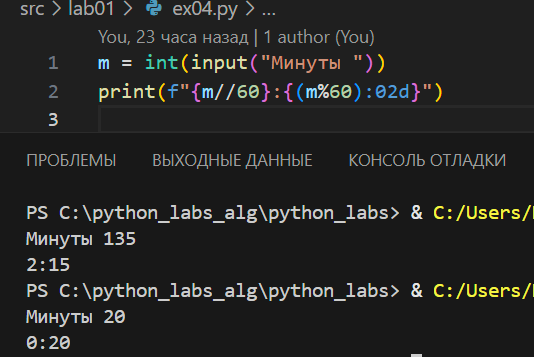 src > lab01 > ex04.py > ...
You, 23 часа назад | 1 author (You)
1 m = int(input("Минуты "))
2 print(f"{m//60}:{(m%60):02d}")
3
ПРОБЛЕМЫ ВЫХОДНЫЕ ДАННЫЕ КОНСОЛЬ ОТЛАДКИ
PS C:\python_labs_alg\python_labs> & C:/Users/
Минуты 135
2:15
PS C:\python_labs_alg\python_labs> & C:/Users/
Минуты 20
0:20